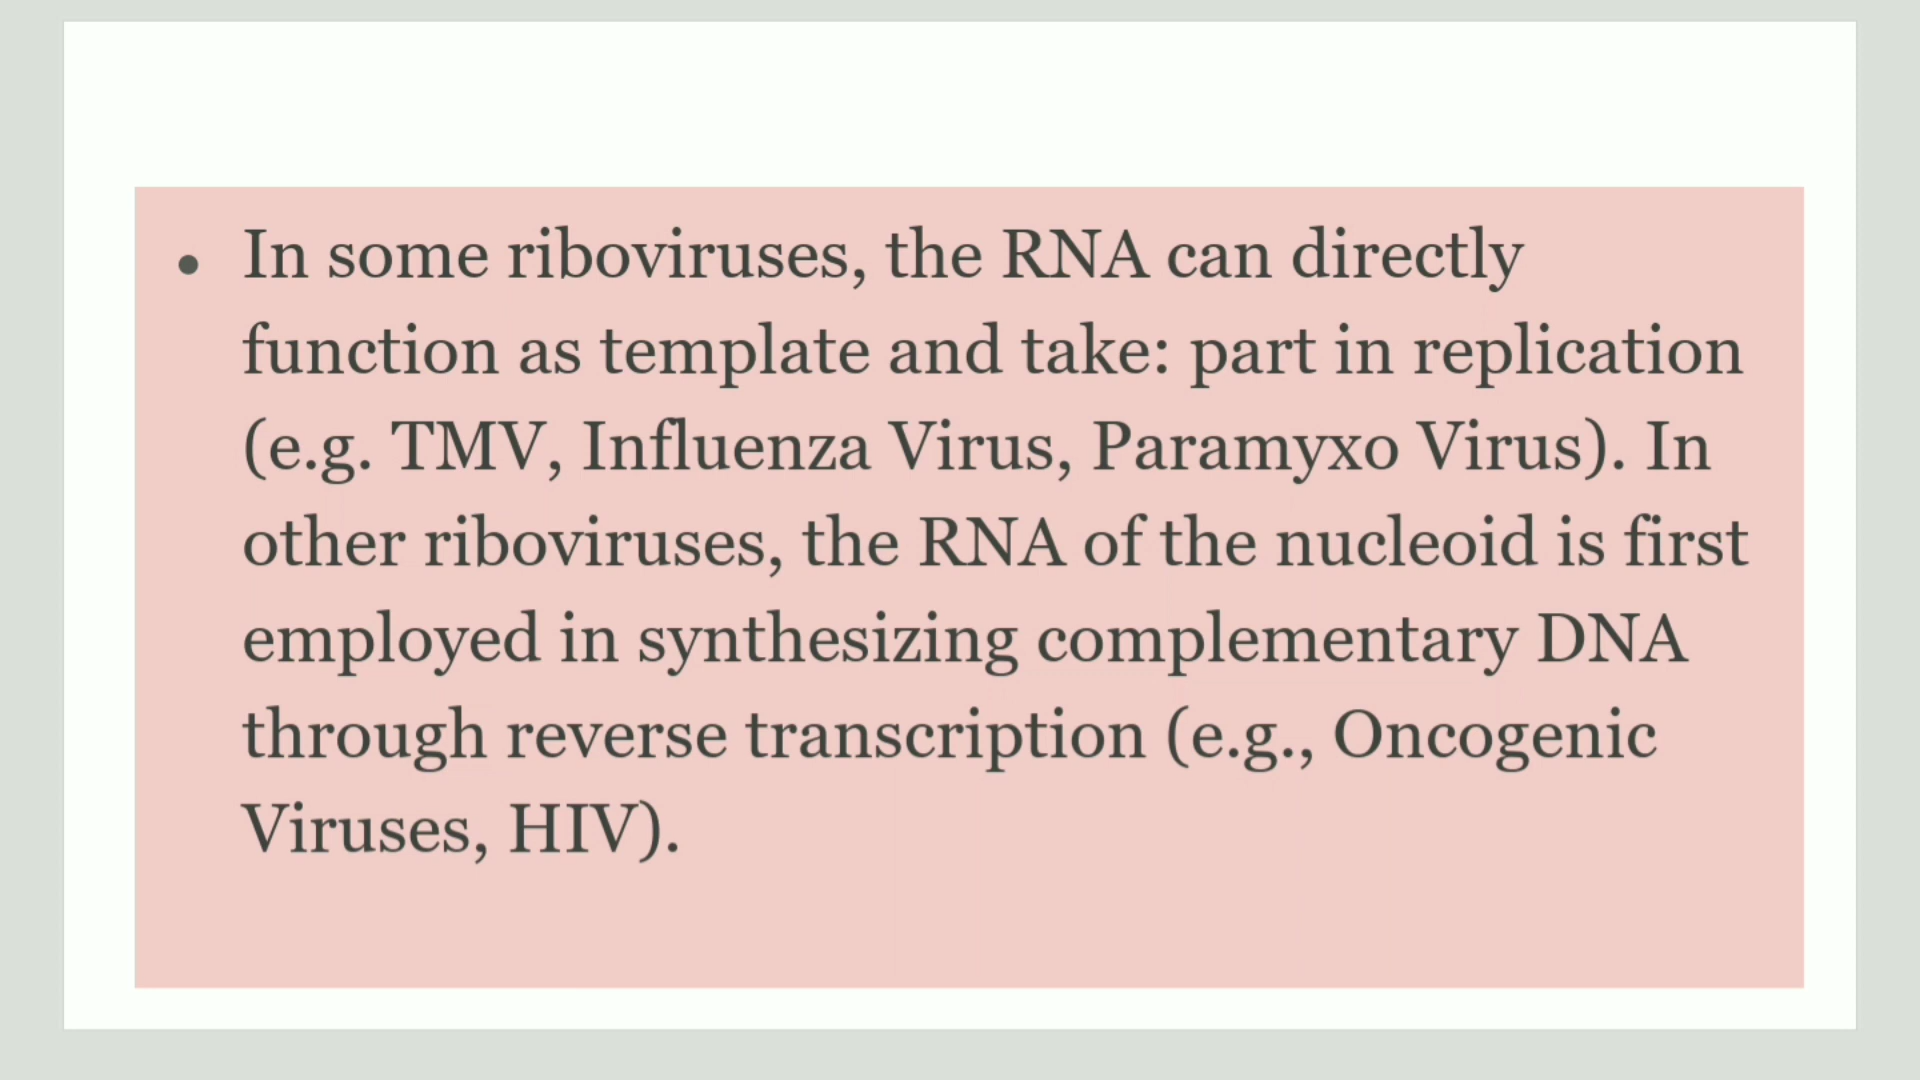 • In some riboviruses, the RNA can directly
function as template and take: part in replication
(e.g. TMV, Influenza Virus, Paramyxo Virus). In
other riboviruses, the RNA of the nucleoid is first
employed in synthesizing complementary DNA
through reverse transcription (e.g., Oncogenic
Viruses, HIV).